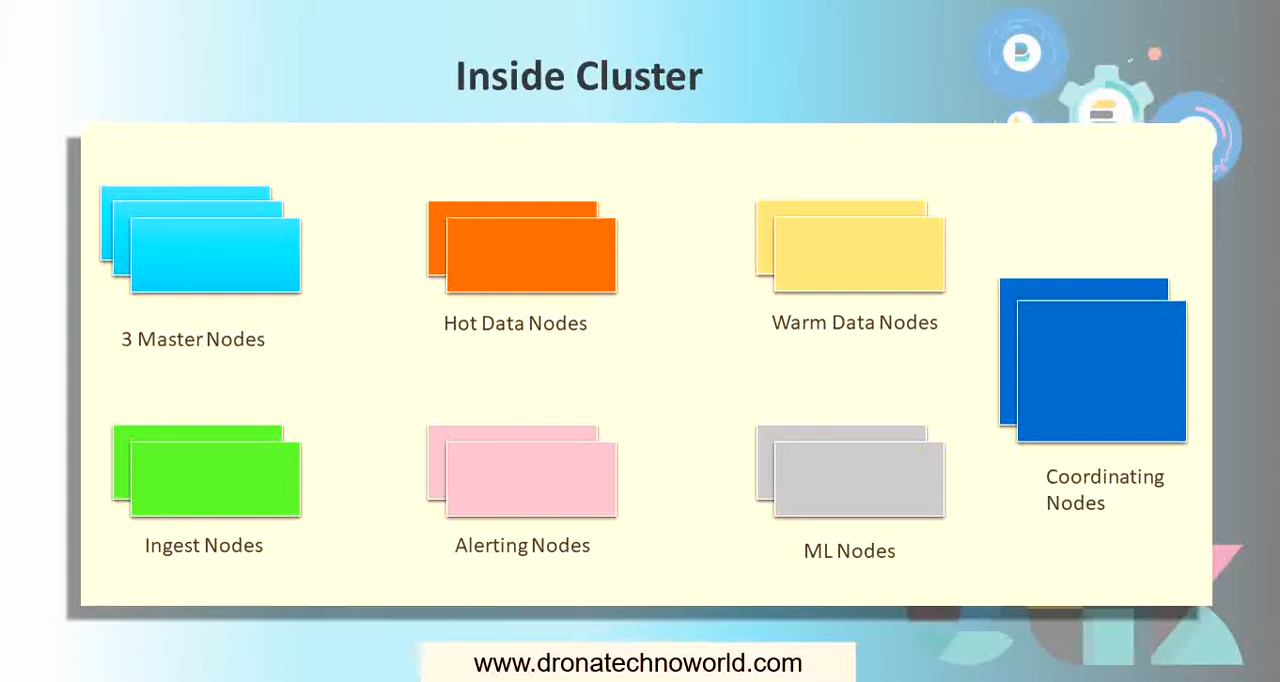 Inside Cluster
3 Master Nodes
Hot Data Nodes
Warm Data Nodes
Ingest Nodes
Alerting Nodes
ML Nodes
Coordinating
Nodes
www.dronatechnoworld.com